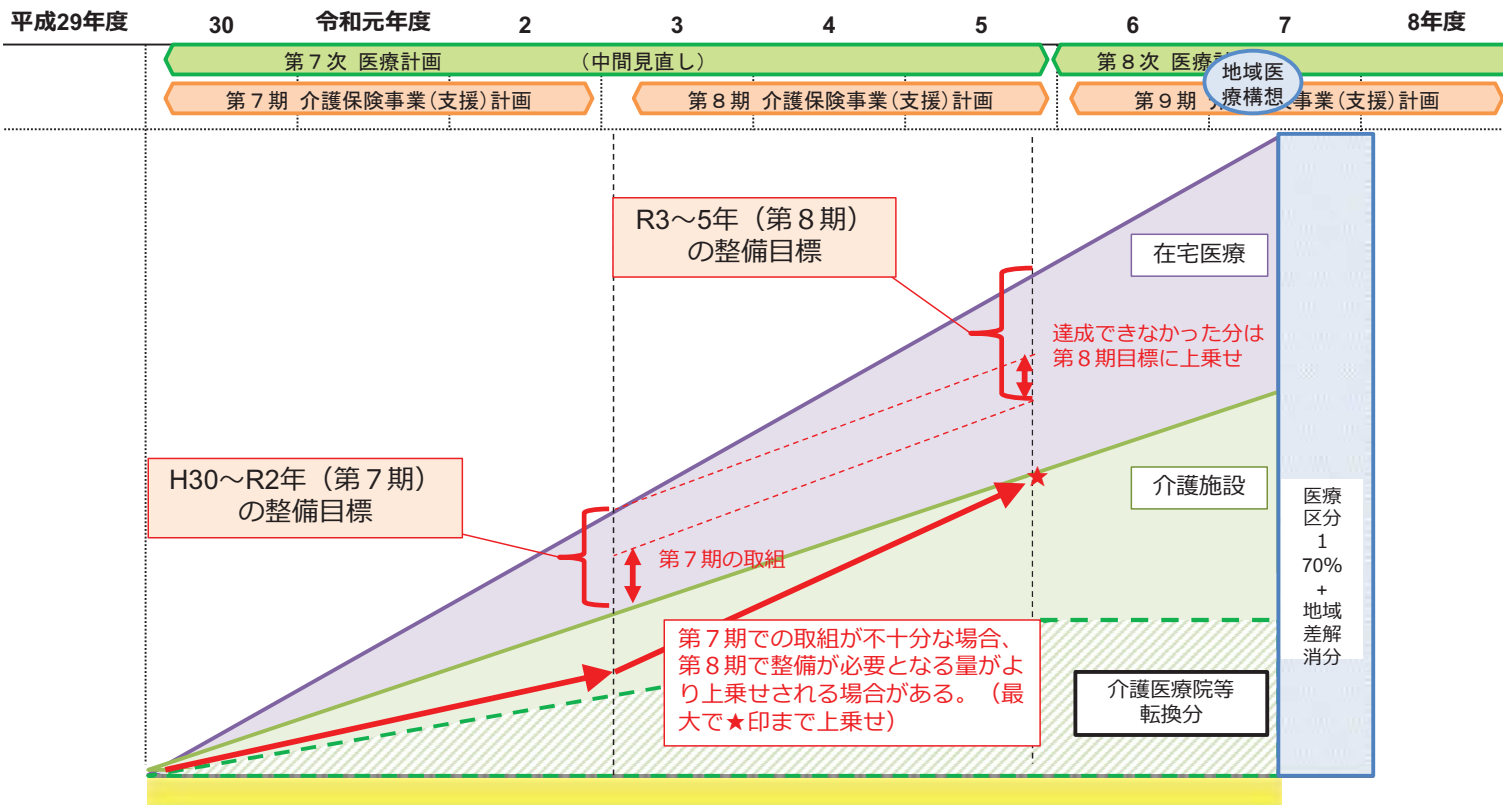 平成29年度 30 令和元年度 2 3 4 5 6 7 8年度
第７次 医療計画 （中間見直し） 第８次 医療計
地域医
療構想
第７期 介護保険事業（支援）計画 第８期 介護保険事業（支援）計画 第９期 事業（支援）計画
R3～5年（第８期）
の整備目標
在宅医療
達成できなかった分は
第８期目標に上乗せ
H30～R2年（第７期）
の整備目標
第７期の取組
★
介護施設
第７期での取組が不十分な場合、
第８期で整備が必要となる量がよ
り上乗せされる場合がある。（最
大で★印まで上乗せ）
介護医療院等
転換分
医療
区分
1
70%
+
地域
差解
消分